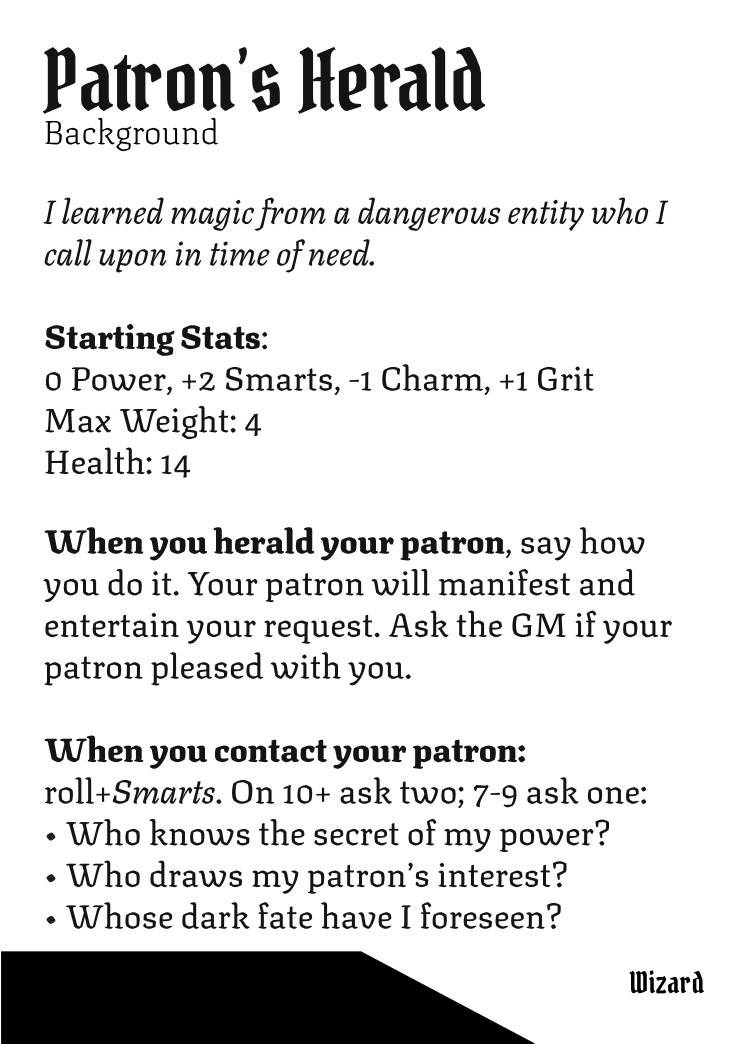 Patron's Herald
Background
I learned magic from a dangerous entity who I
call upon in time of need.
Starting Stats:
0 Power, +2 Smarts, -1 Charm, +1 Grit
Max Weight: 4
Health: 14
When you herald your patron, say how
you do it. Your patron will manifest and
entertain your request. Ask the GM if your
patron pleased with you.
When you contact your patron:
roll+Smarts. On 10+ ask two; 7-9 ask one:
• Who knows the secret of my power?
• Who draws my patron's interest?
• Whose dark fate have I foreseen?
Wizard